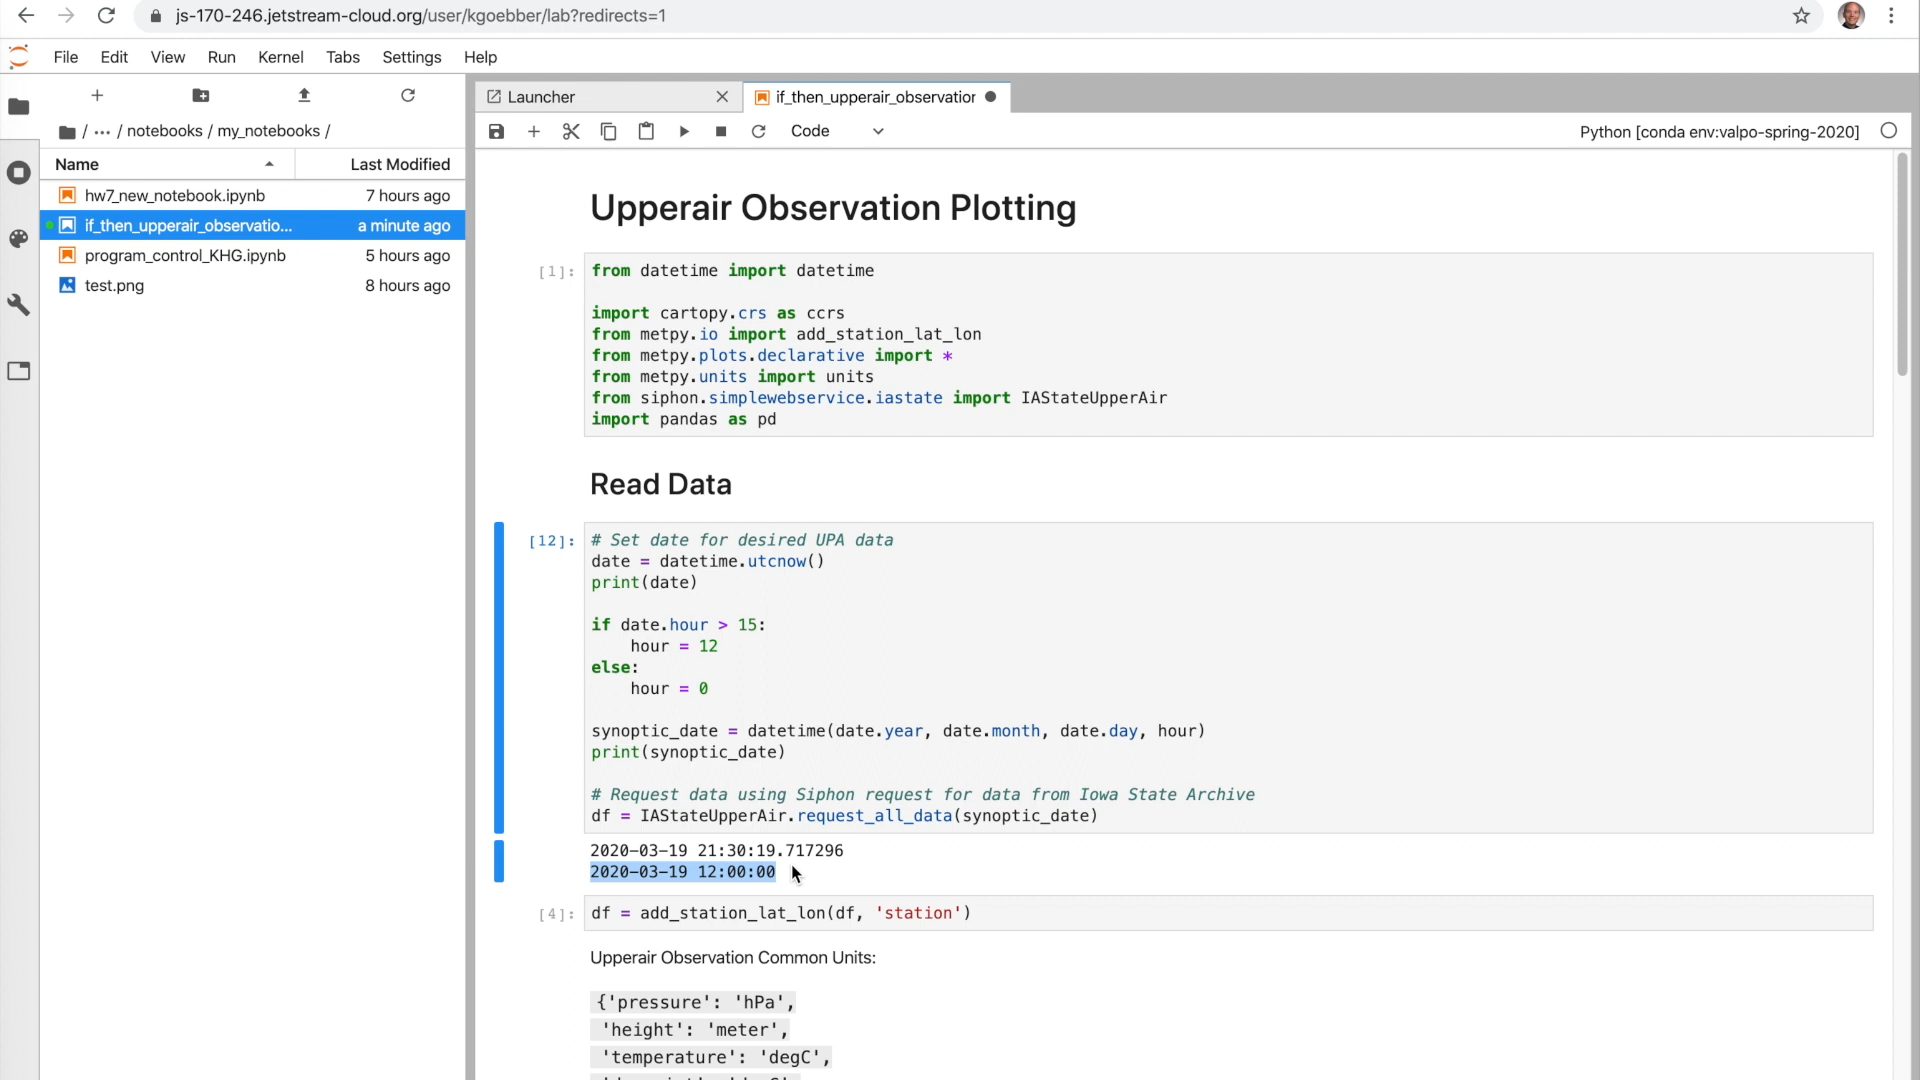 js-170-246.jetstream-cloud.org/user/kgoebber/lab?redirects=1
File Edit View Run Kernel Tabs Settings Help
Launcher
if_then_upperair_observation
/ ··· / notebooks / my_notebooks /
Code
Python [conda env:valpo-spring-2020]
Name Last Modified
hw7_new_notebook.ipynb 7 hours ago
if_then_upperair_observatio... a minute ago
program_control_KHG.ipynb 5 hours ago
test.png 8 hours ago
Upperair Observation Plotting
[1]: from datetime import datetime
import cartopy.crs as ccrs
from metpy.io import add_station_lat_lon
from metpy.plots.declarative import *
from metpy.units import units
from siphon.simplewebservice.iastate import IAStateUpperAir
import pandas as pd
Read Data
[12]: # Set date for desired UPA data
date = datetime.utcnow()
print(date)
if date.hour > 15:
hour = 12
else:
hour = 0
synoptic_date = datetime(date.year, date.month, date.day, hour)
print(synoptic_date)
# Request data using Siphon request for data from Iowa State Archive
df = IAStateUpperAir.request_all_data(synoptic_date)
2020-03-19 21:30:19.717296
2020-03-19 12:00:00
[4]: df = add_station_lat_lon(df, 'station')
Upperair Observation Common Units:
{'pressure': 'hPa',
'height': 'meter',
'temperature': 'degC',